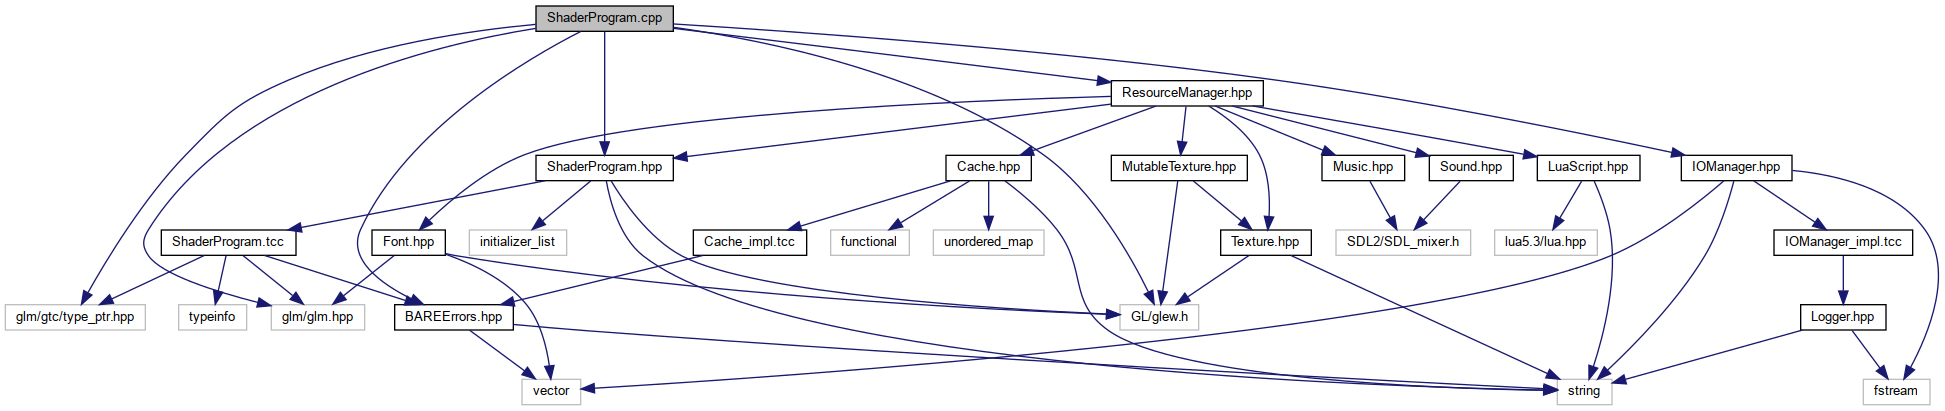 ShaderProgram.cpp
ResourceManager.hpp
ShaderProgram.hpp
Cache.hpp
MutableTexture.hpp
Music.hpp
Sound.hpp
LuaScript.hpp
IOManager.hpp
ShaderProgram.tcc
Font.hpp
initializer_list
Cache_impl.tcc
functional
unordered_map
Texture.hpp
SDL2/SDL_mixer.h
lua5.3/lua.hpp
IOManager_impl.tcc
glm/gtc/type_ptr.hpp
typeinfo
glm/glm.hpp
BAREErrors.hpp
GL/glew.h
Logger.hpp
vector
string
fstream